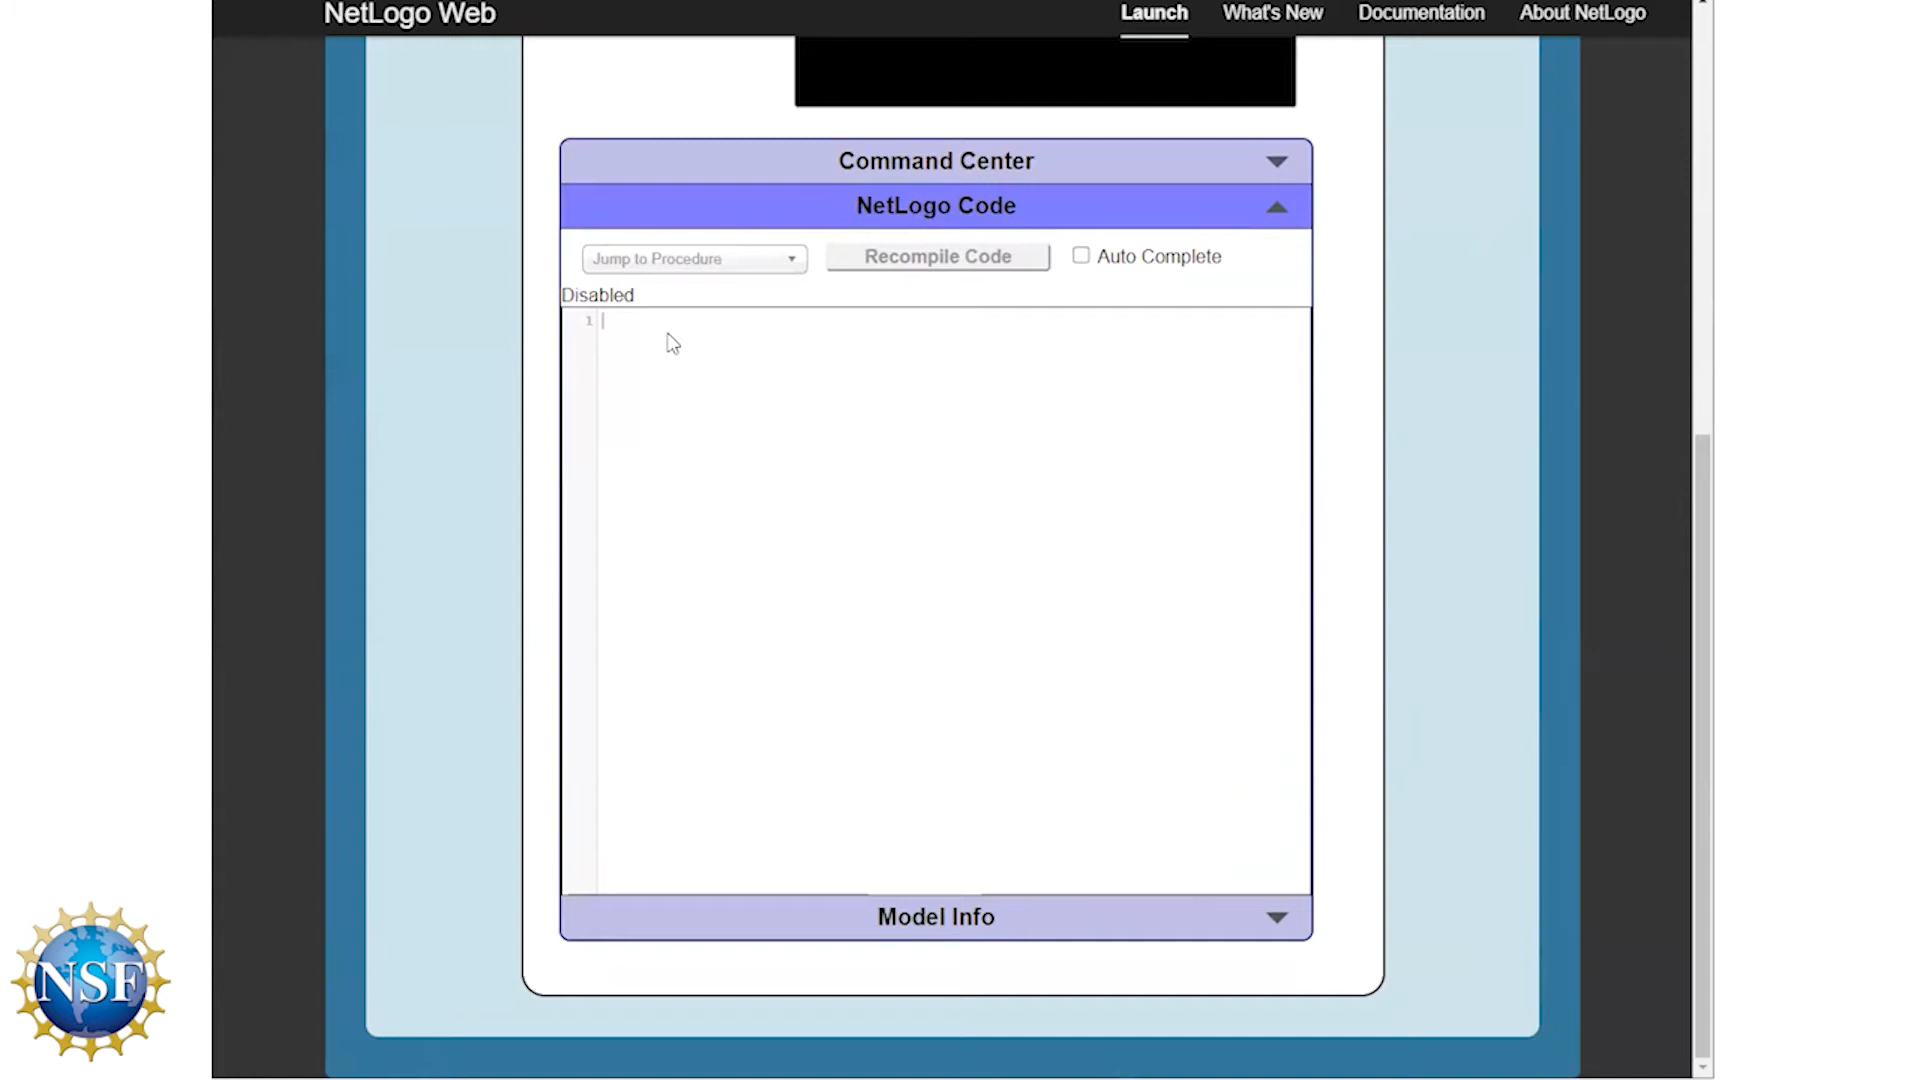 NetLogo Web
Launch What's New Documentation About NetLogo
Command Center
NetLogo Code
Jump to Procedure Recompile Code Auto Complete
Disabled
1
Model Info
NSF